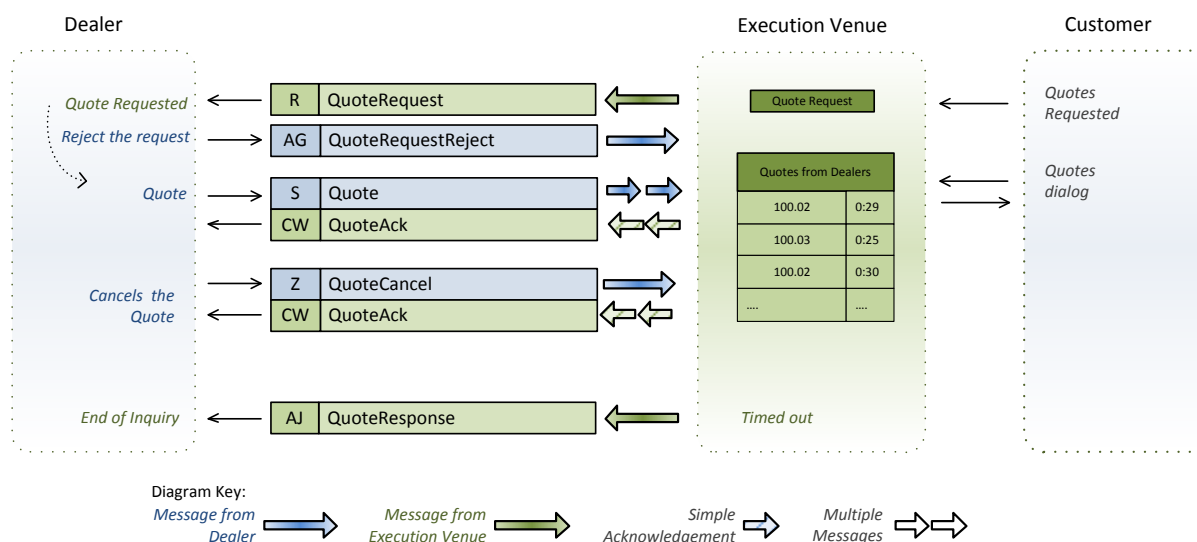 Dealer
Execution Venue
Customer
Quote Requested
R QuoteRequest
Quote Request
Quotes
Requested
Reject the request
AG QuoteRequestReject
Quotes from Dealers
Quotes
dialog
Quote
S Quote
100.02 0:29
CW QuoteAck
100.03 0:25
100.02 0:30
Z QuoteCancel
Cancels the
Quote
CW QuoteAck
.... ....
End of Inquiry
AJ QuoteResponse
Timed out
Diagram Key:
Message from
Dealer
Message from
Execution Venue
Simple
Acknowledgement
Multiple
Messages